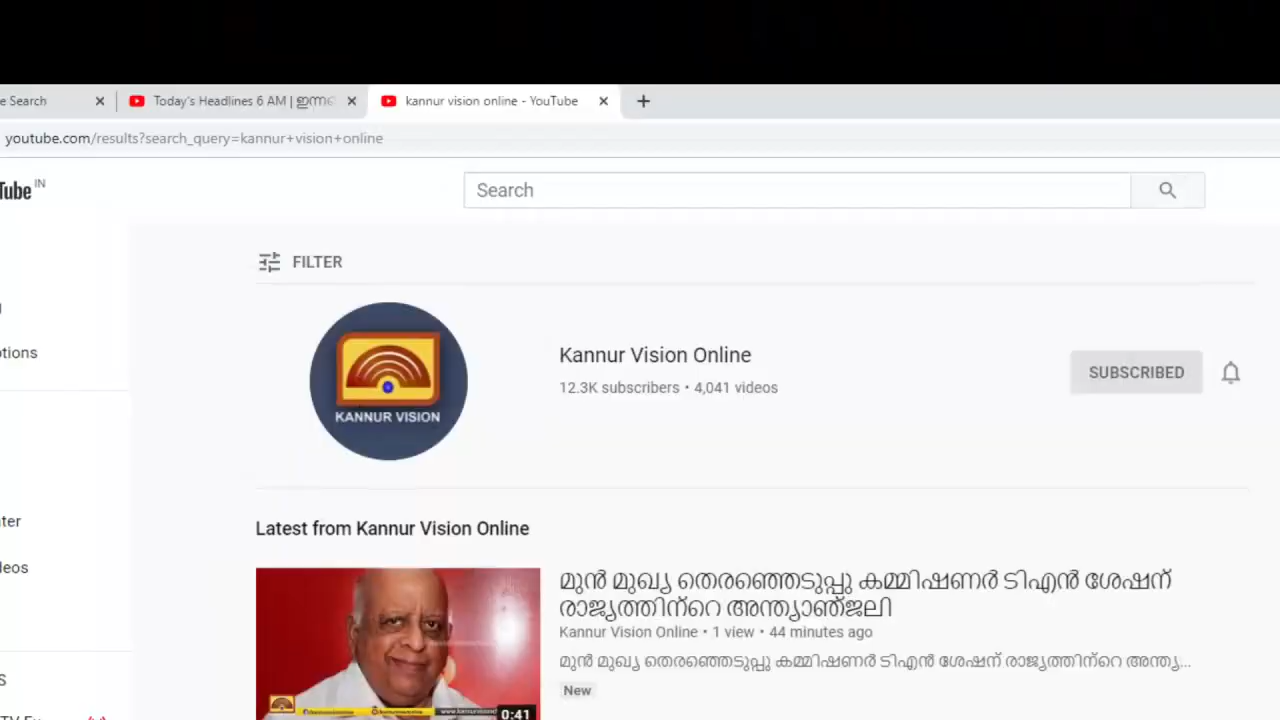 e Search
Today's Headlines 6 AM | ഇന്നത്
kannur vision online - YouTube
youtube.com/results?search_query=kannur+vision+online
Tube IN
Search
FILTER
Kannur Vision Online
12.3K subscribers • 4,041 videos
SUBSCRIBED
KANNUR VISION
otions
ter
leos
S
Latest from Kannur Vision Online
മുൻ മുഖ്യ തെരഞ്ഞെടുപ്പു കമ്മിഷണർ ടിഎൻ ശേഷന്
രാജ്യത്തിന്റെ അന്ത്യാഞ്ജലി
Kannur Vision Online • 1 view • 44 minutes ago
മുൻ മുഖ്യ തെരഞ്ഞെടുപ്പു കമ്മിഷണർ ടിഎൻ ശേഷന് രാജ്യത്തിന്റെ അന്ത്യ...
New
0:41